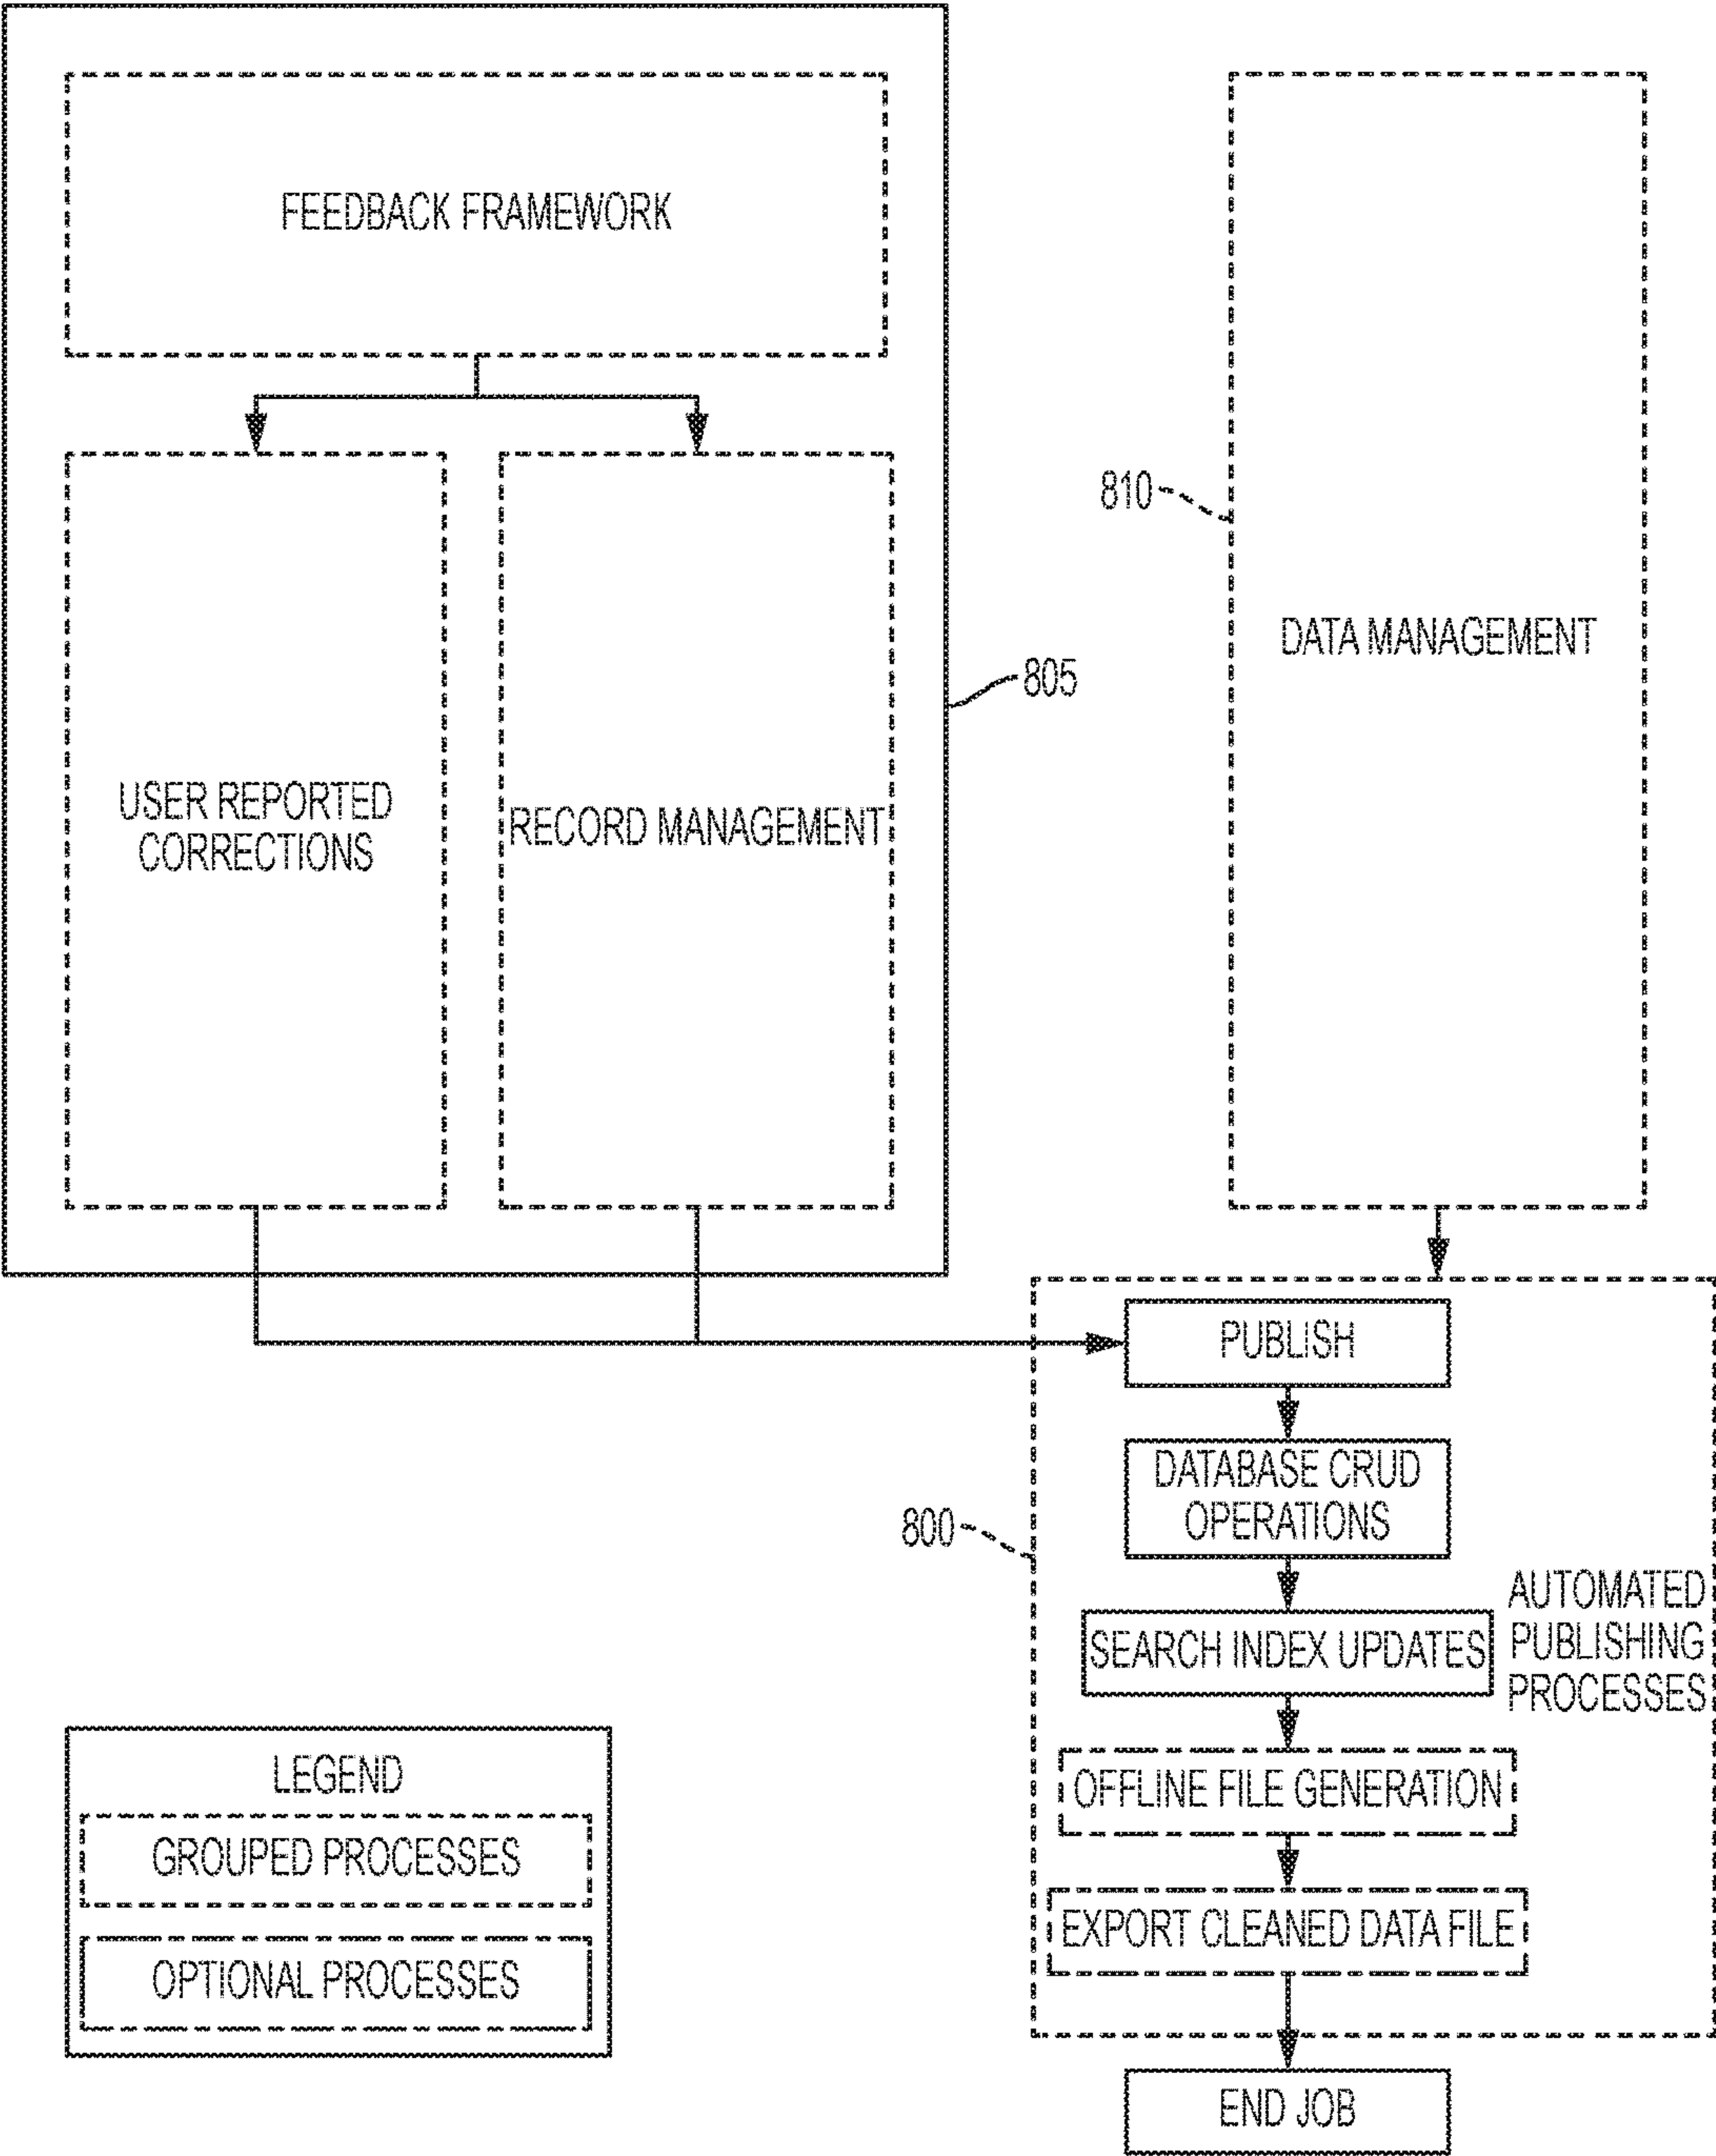 FEEDBACK FRAMEWORK
810
DATA MANAGEMENT
805
USER REPORTED
CORRECTIONS
RECORD MANAGEMENT
PUBLISH
DATABASE CRUD
OPERATIONS
800
SEARCH INDEX UPDATES
AUTOMATED
PUBLISHING
PROCESSES
OFFLINE FILE GENERATION
EXPORT CLEANED DATA FILE
END JOB
LEGEND
GROUPED PROCESSES
OPTIONAL PROCESSES